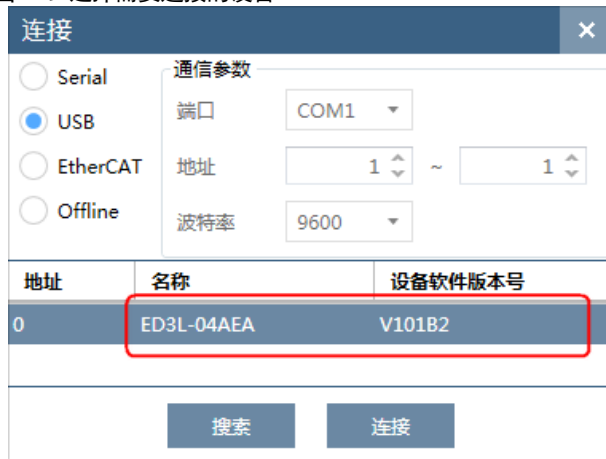 连接
Serial
USB
EtherCAT
Offline
通信参数
端口 COM1
地址 1 ~ 1
波特率 9600
地址 名称 设备软件版本号
0 ED3L-04AEA V101B2
搜索 连接